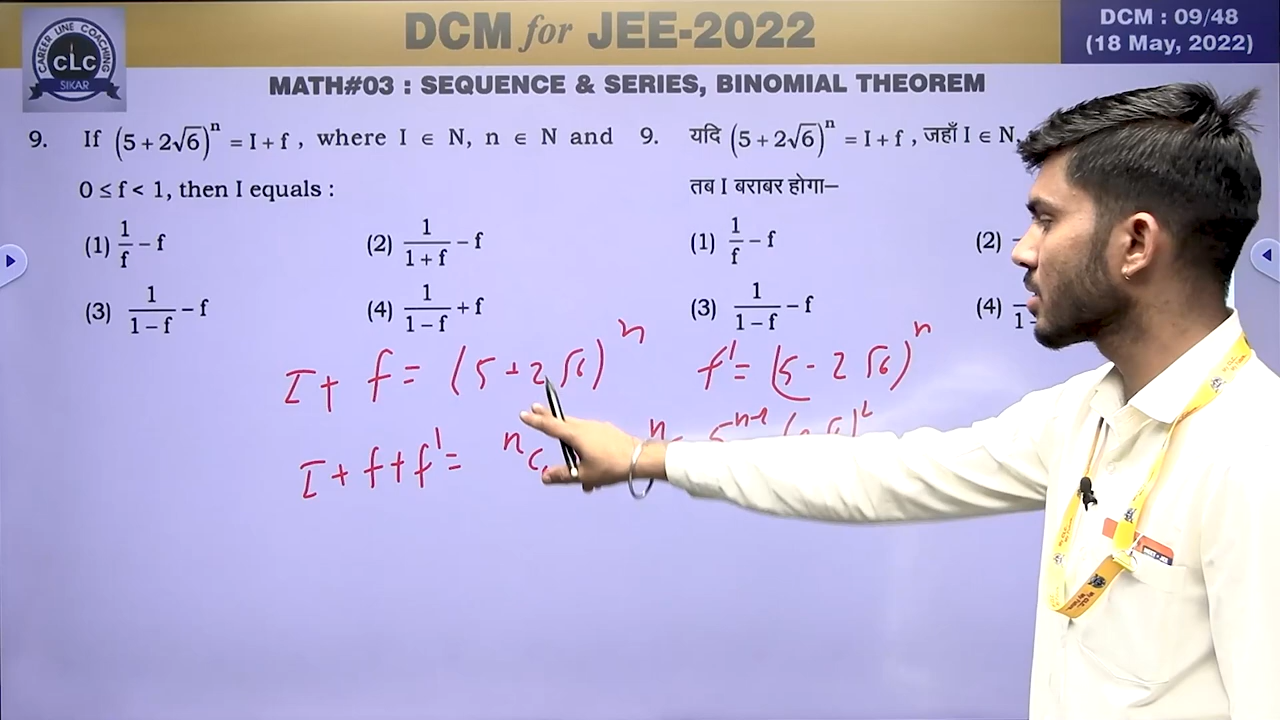 CAREER LINE COACHING
CLC
SIKAR
DCM for JEE-2022
DCM : 09/48
(18 May, 2022)
MATH#03 : SEQUENCE & SERIES, BINOMIAL THEOREM
9. If (5+2√6)ⁿ = I + f , where I ∈ N, n ∈ N and
0 ≤ f < 1, then I equals :
(1) 1/f − f
(2) 1/(1 + f) − f
(3) 1/(1 − f) − f
(4) 1/(1 − f) + f
9. यदि (5+2√6)ⁿ = I + f , जहाँ I ∈ N,
तब I बराबर होगा–
(1) 1/f − f
(2)
(3) 1/(1 − f) − f
(4)
I + f = (5 + 2√6)ⁿ
f' = (5 - 2√6)ⁿ
I + f + f' = ⁿC